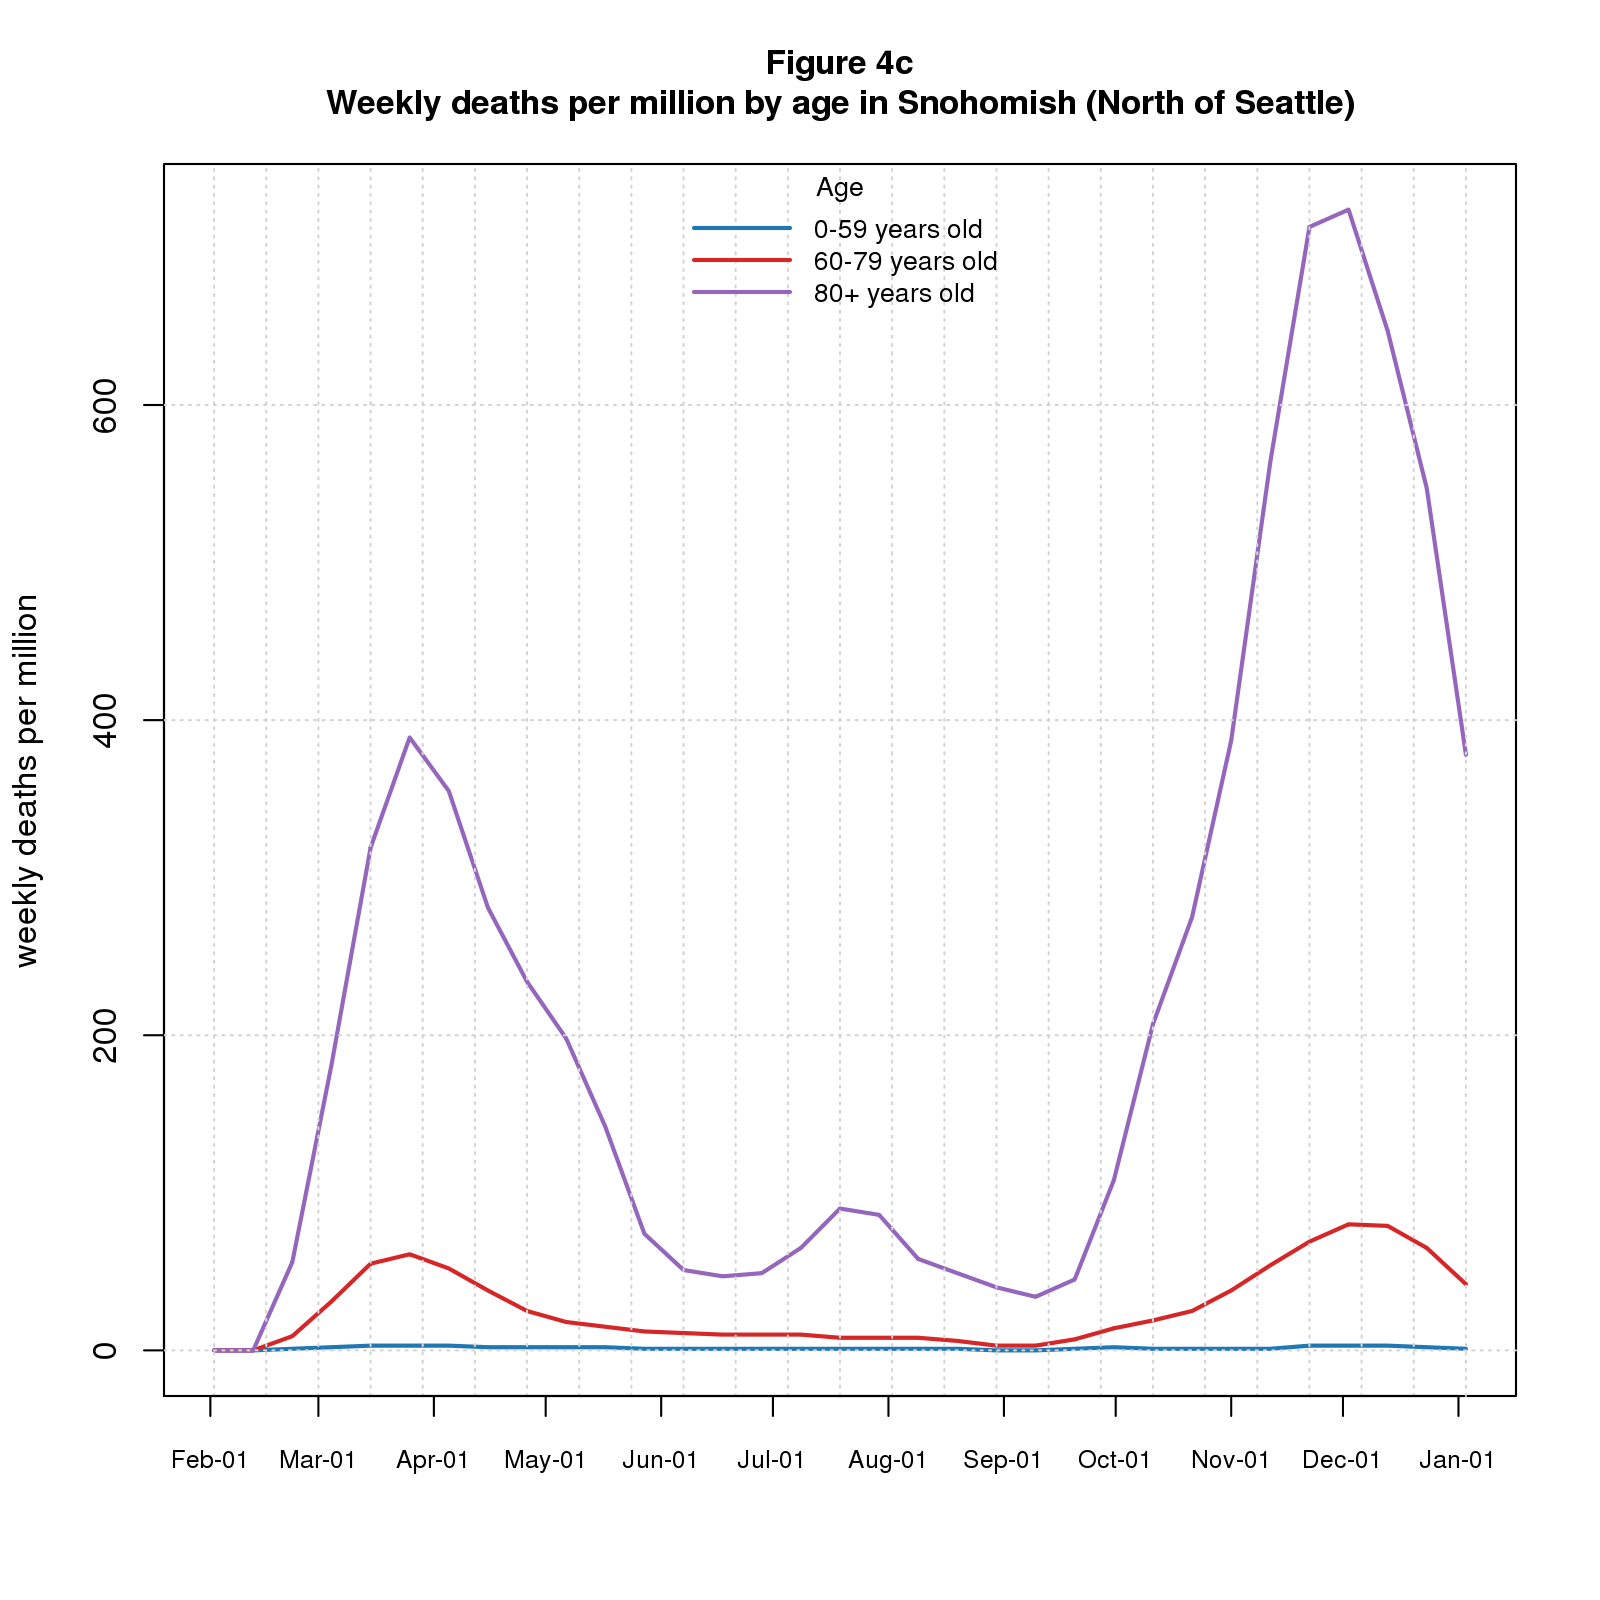 Figure 4c
Weekly deaths per million by age in Snohomish (North of Seattle)
Age
0-59 years old
60-79 years old
80+ years old
weekly deaths per million
600
400
200
0
Feb-01 Mar-01 Apr-01 May-01 Jun-01 Jul-01 Aug-01 Sep-01 Oct-01 Nov-01 Dec-01 Jan-01